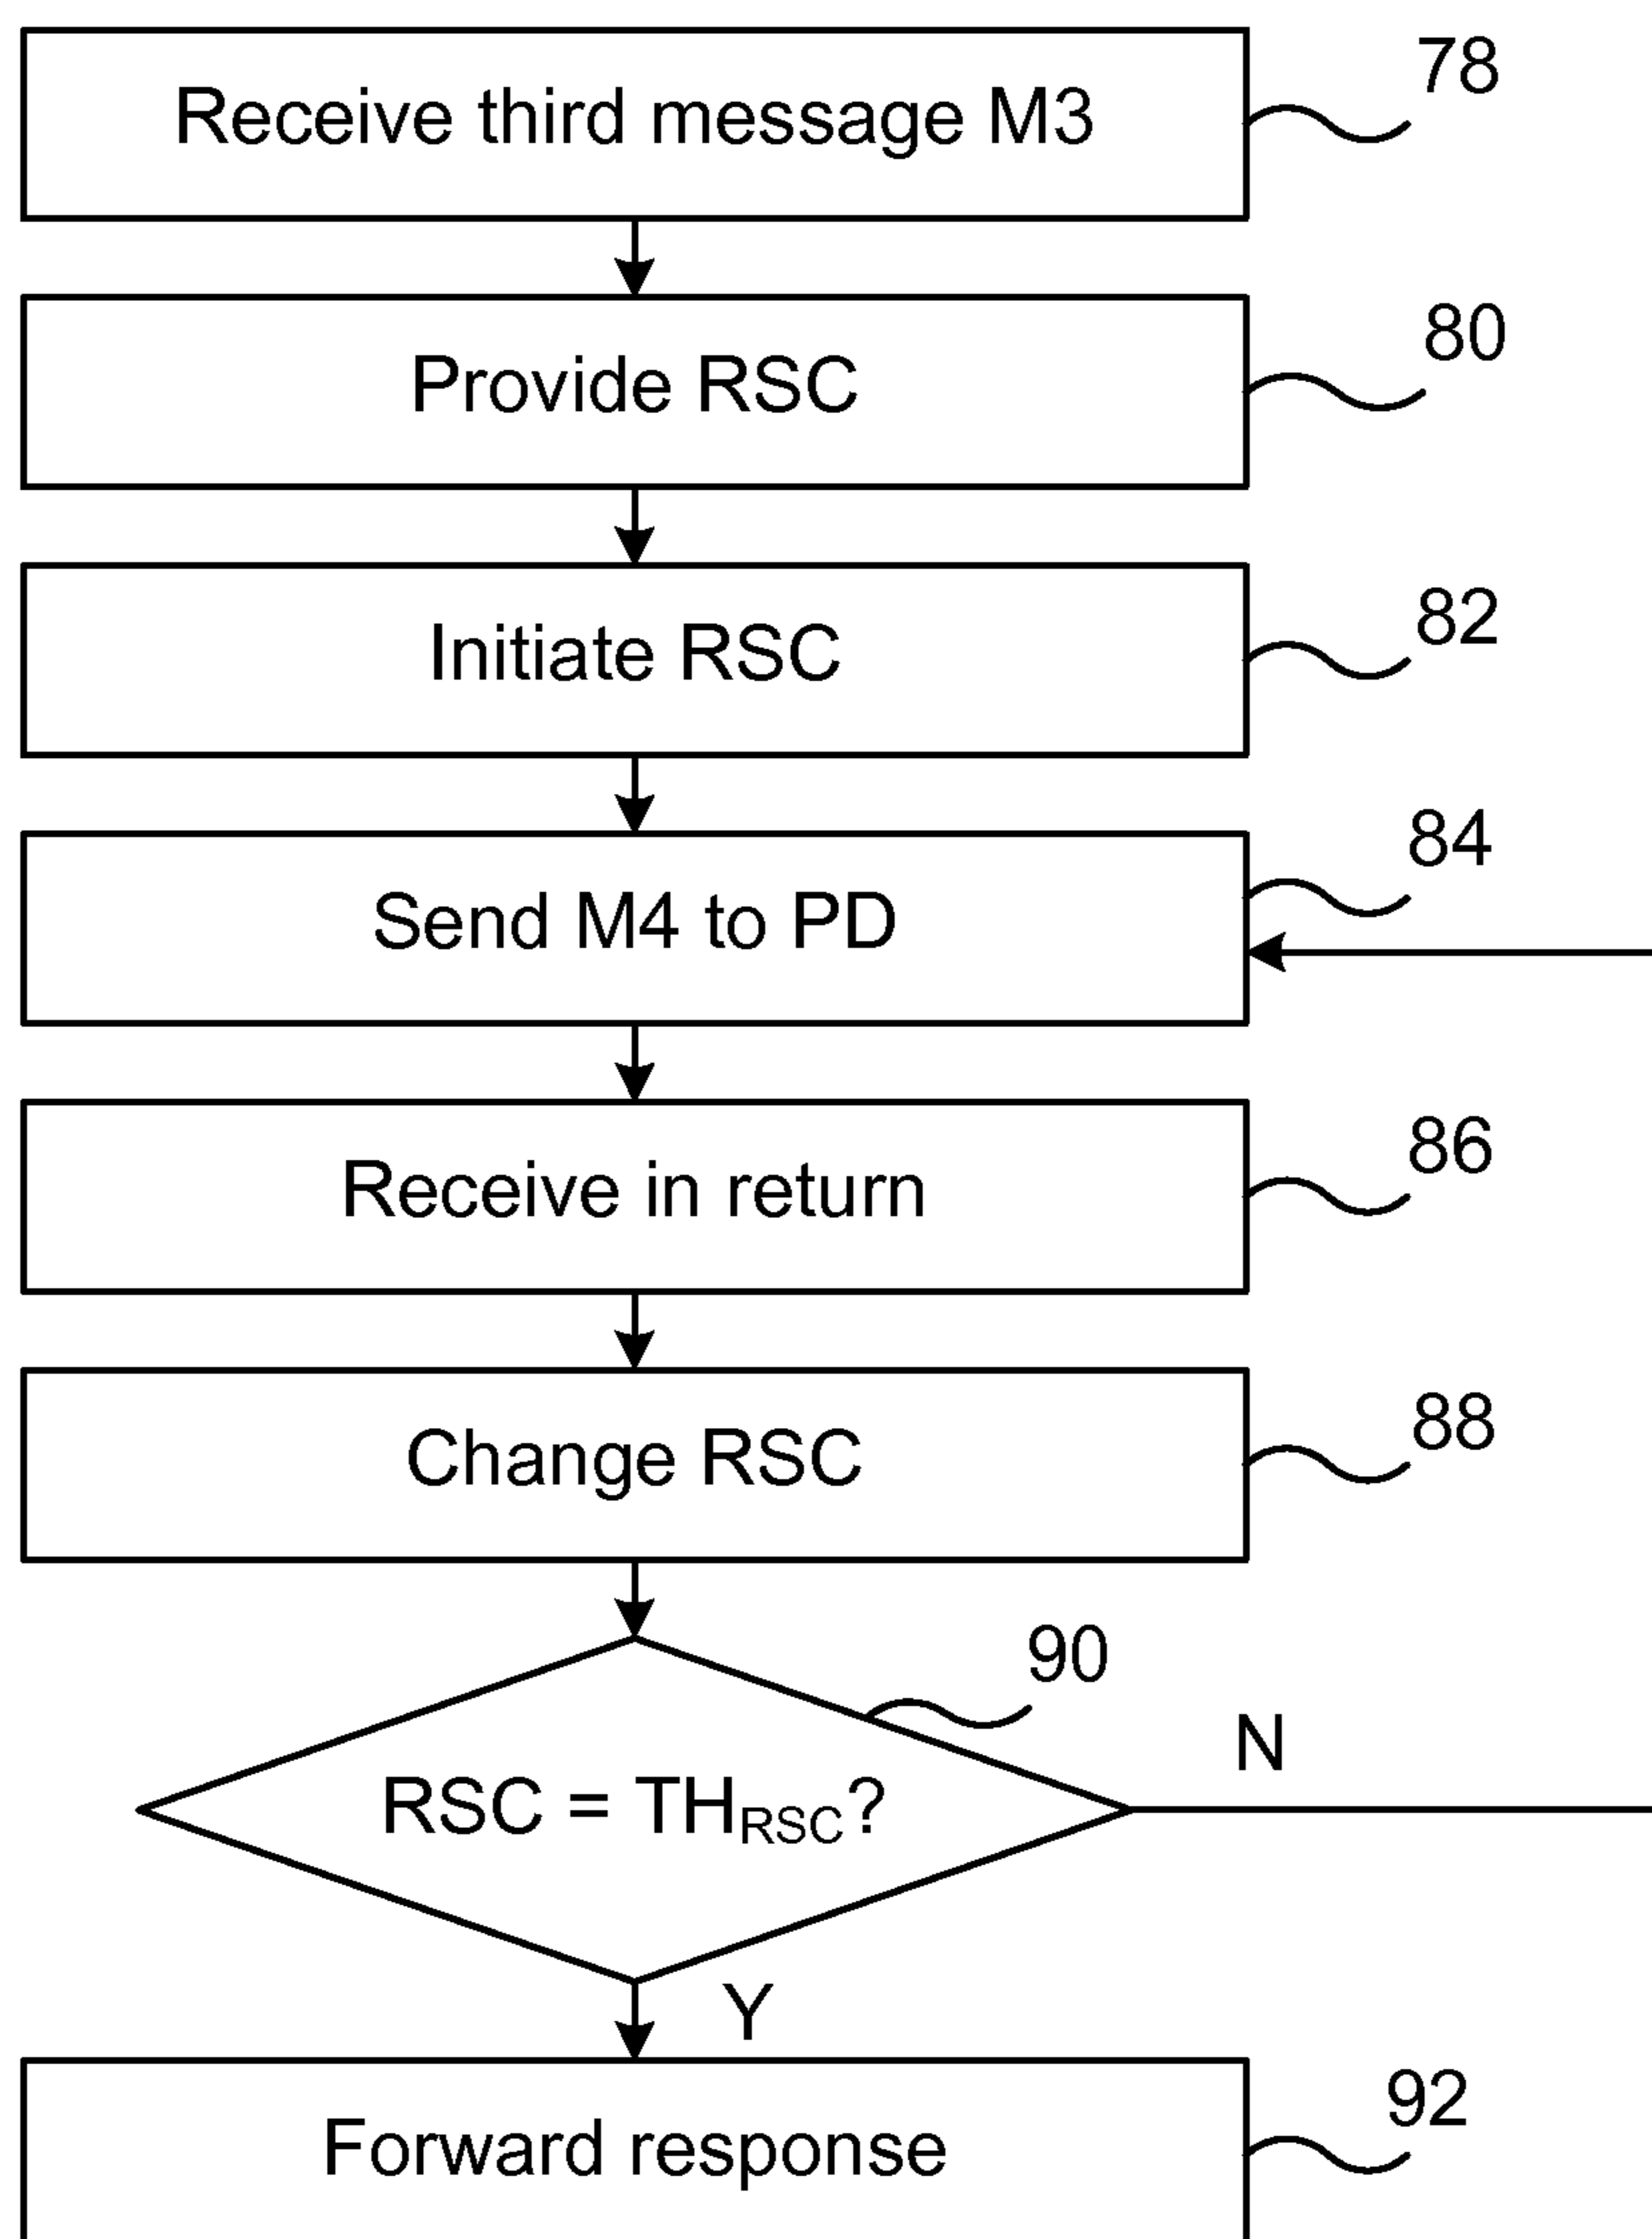 Receive third message M3
78
Provide RSC
80
Initiate RSC
82
Send M4 to PD
84
Receive in return
86
Change RSC
88
90
RSC = TH_RSC?
N
Y
Forward response
92